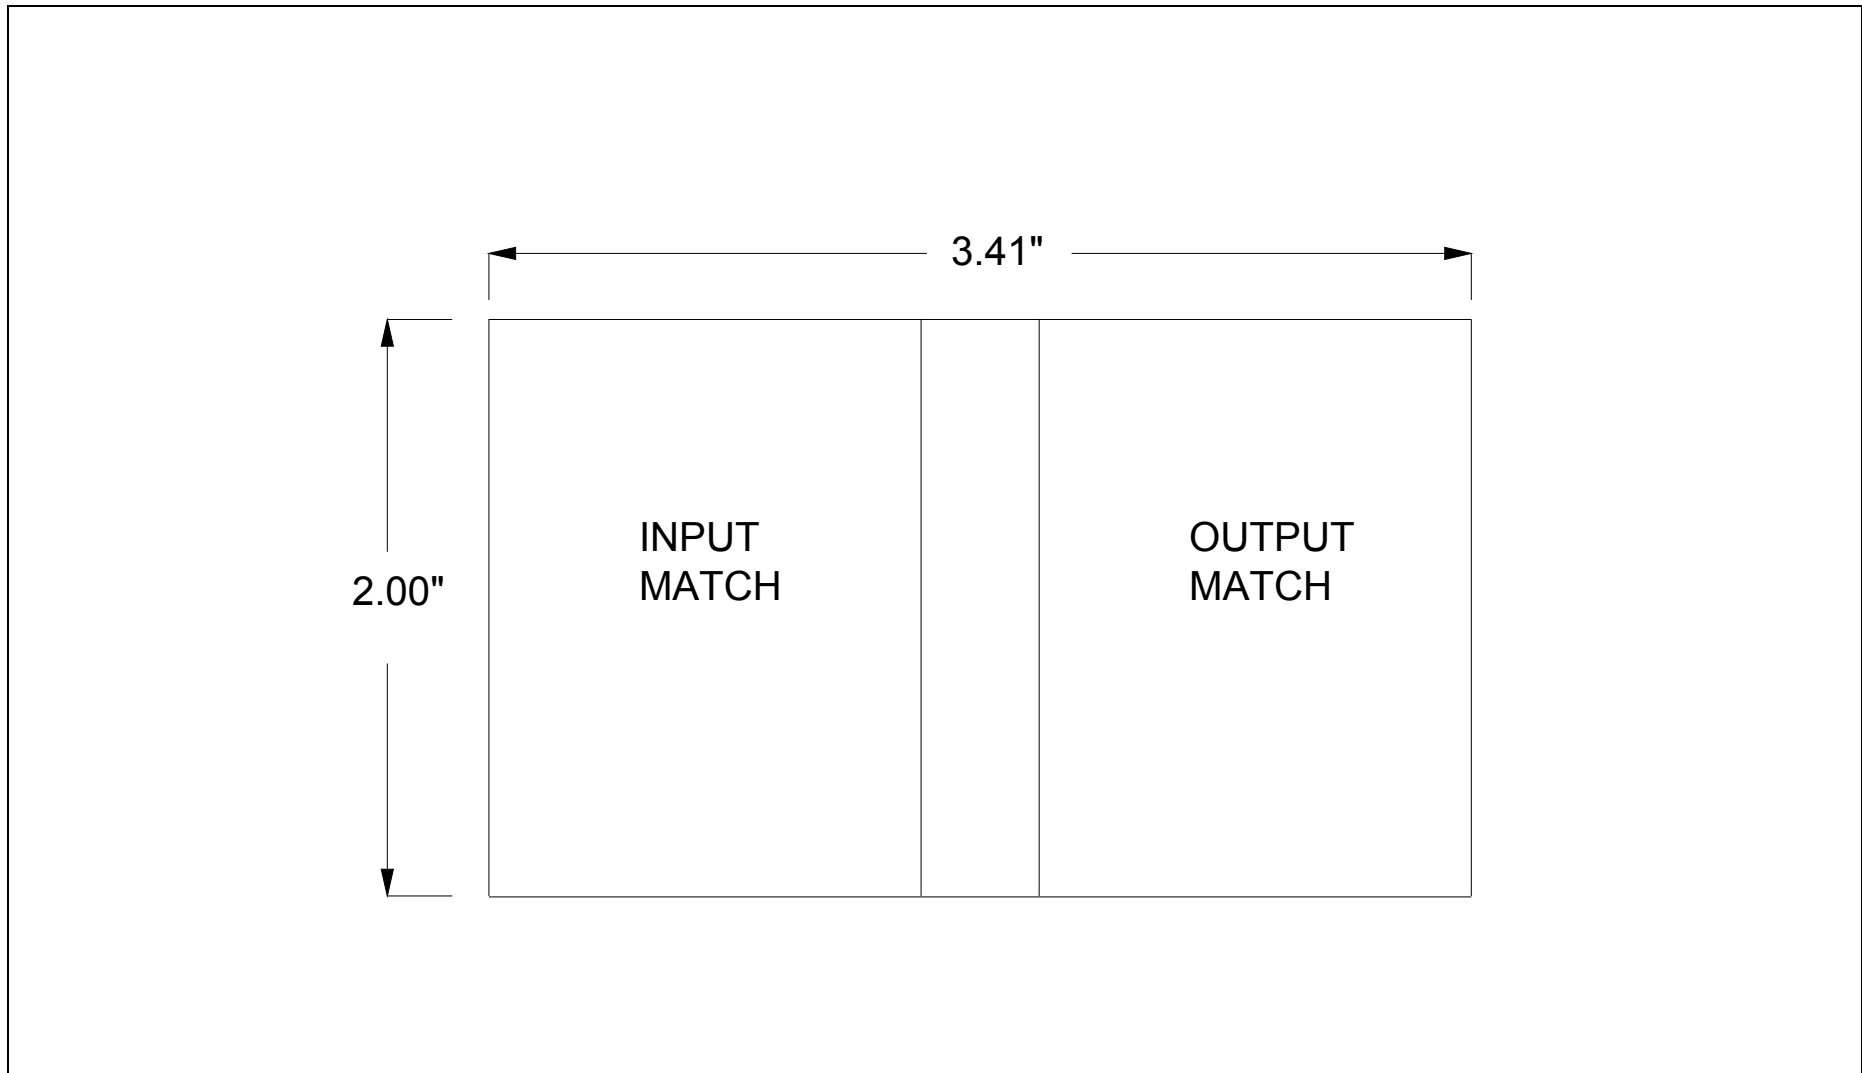 3.41"
2.00"
INPUT
MATCH
OUTPUT
MATCH